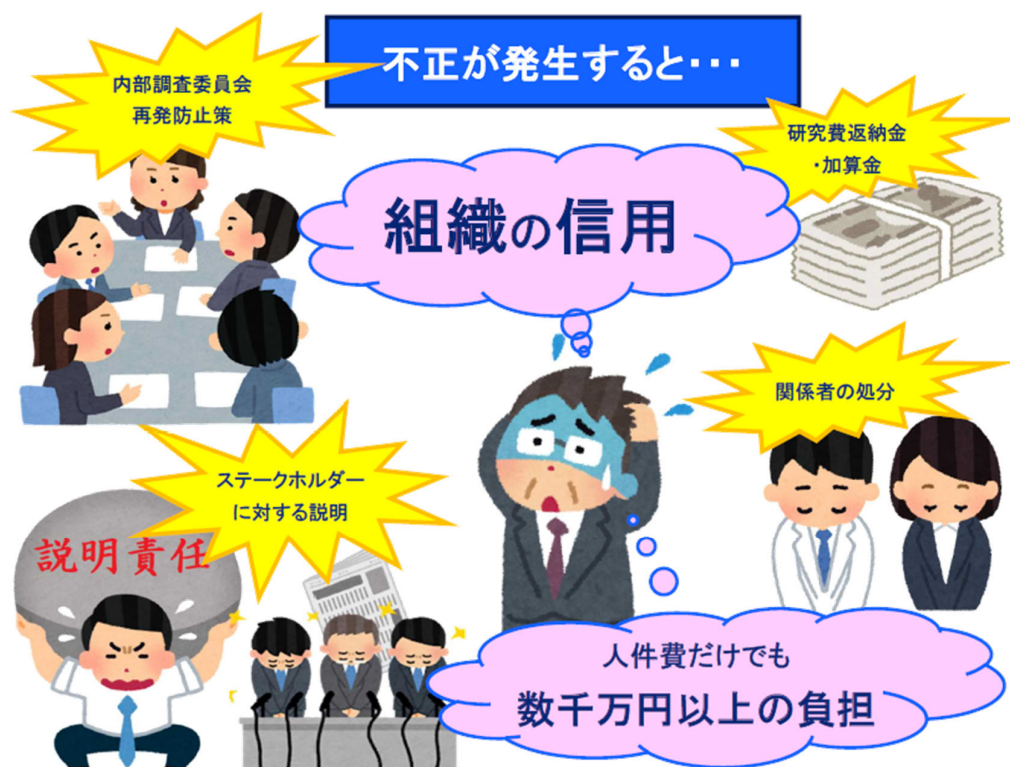 不正が発生すると・・・
内部調査委員会
再発防止策
研究費返納金
・加算金
組織の信用
関係者の処分
ステークホルダー
に対する説明
説明責任
人件費だけでも
数千万円以上の負担